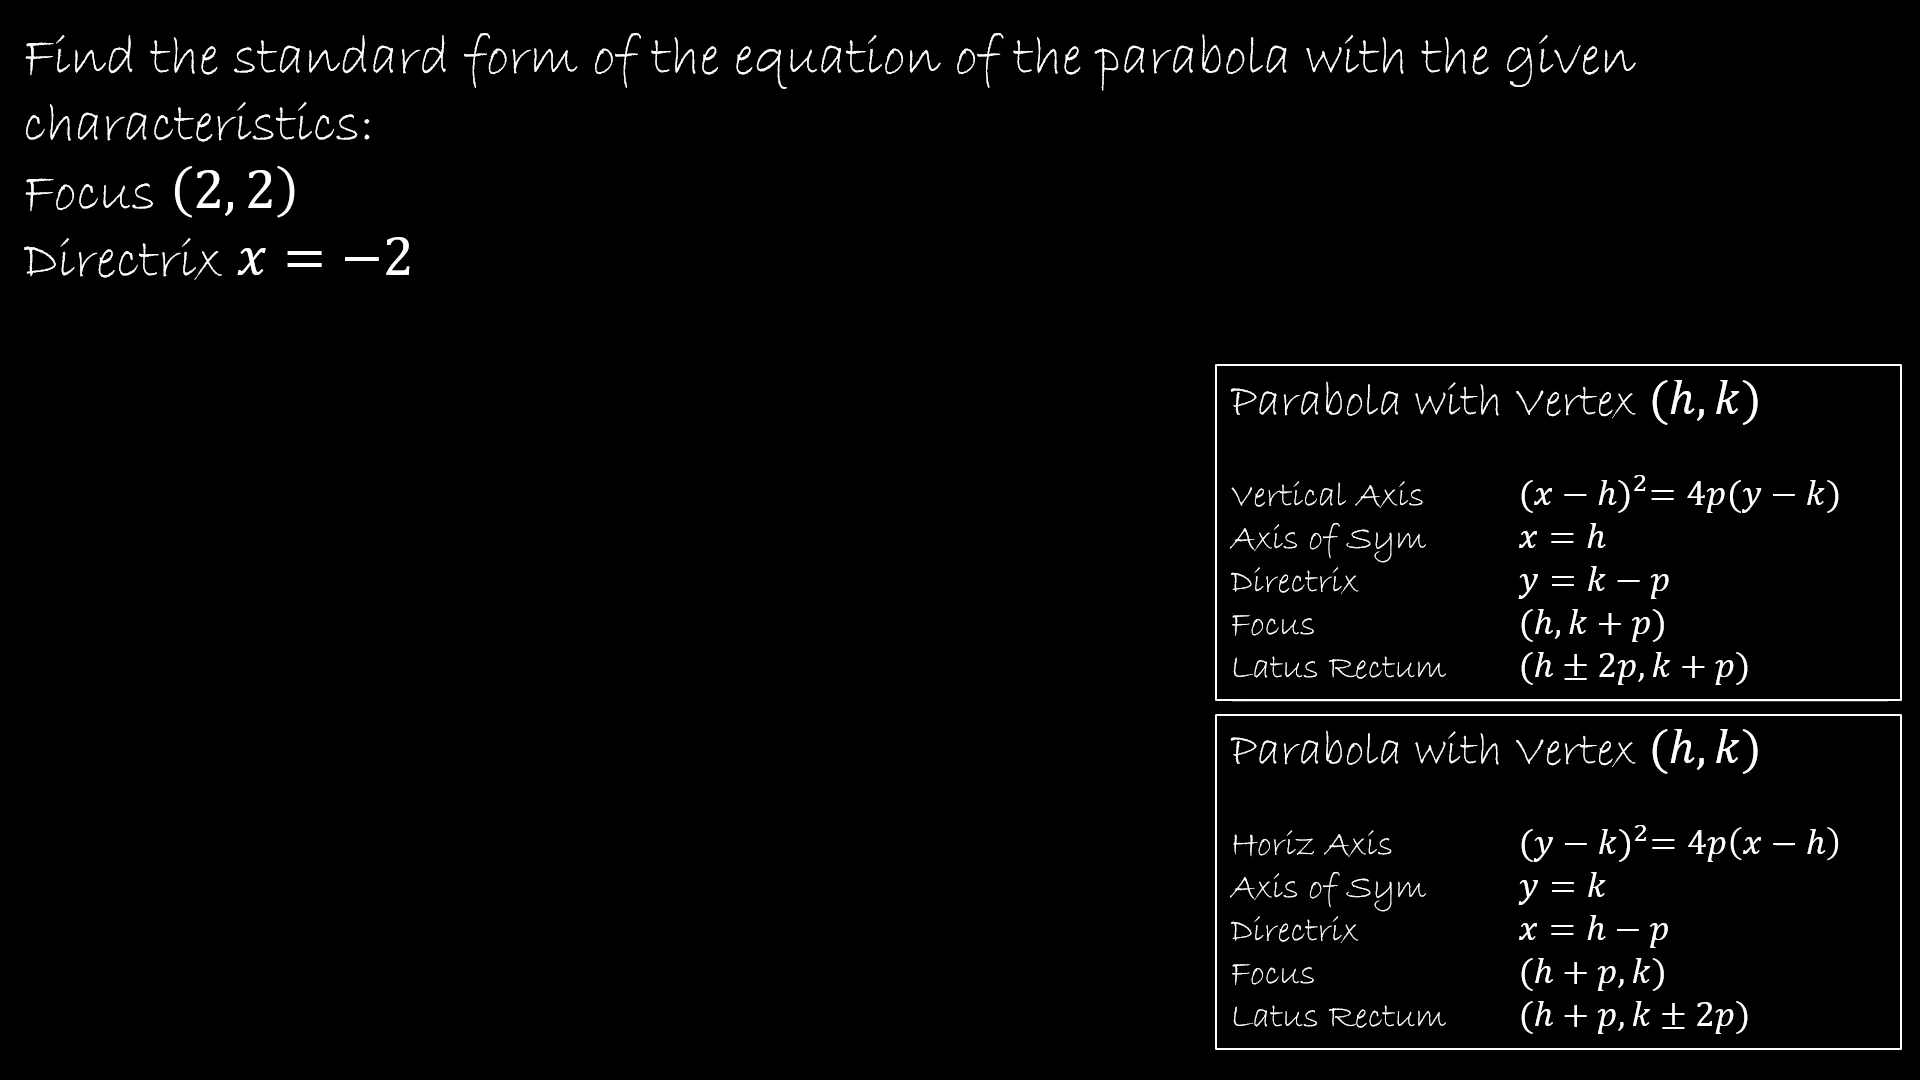 Find the standard form of the equation of the parabola with the given
characteristics:
Focus (2, 2)
Directrix x = −2
Parabola with Vertex (h, k)
Vertical Axis (x − h)²= 4p(y − k)
Axis of Sym x = h
Directrix y = k − p
Focus (h, k + p)
Latus Rectum (h ± 2p, k + p)
Parabola with Vertex (h, k)
Horiz Axis (y − k)²= 4p(x − h)
Axis of Sym y = k
Directrix x = h − p
Focus (h + p, k)
Latus Rectum (h + p, k ± 2p)